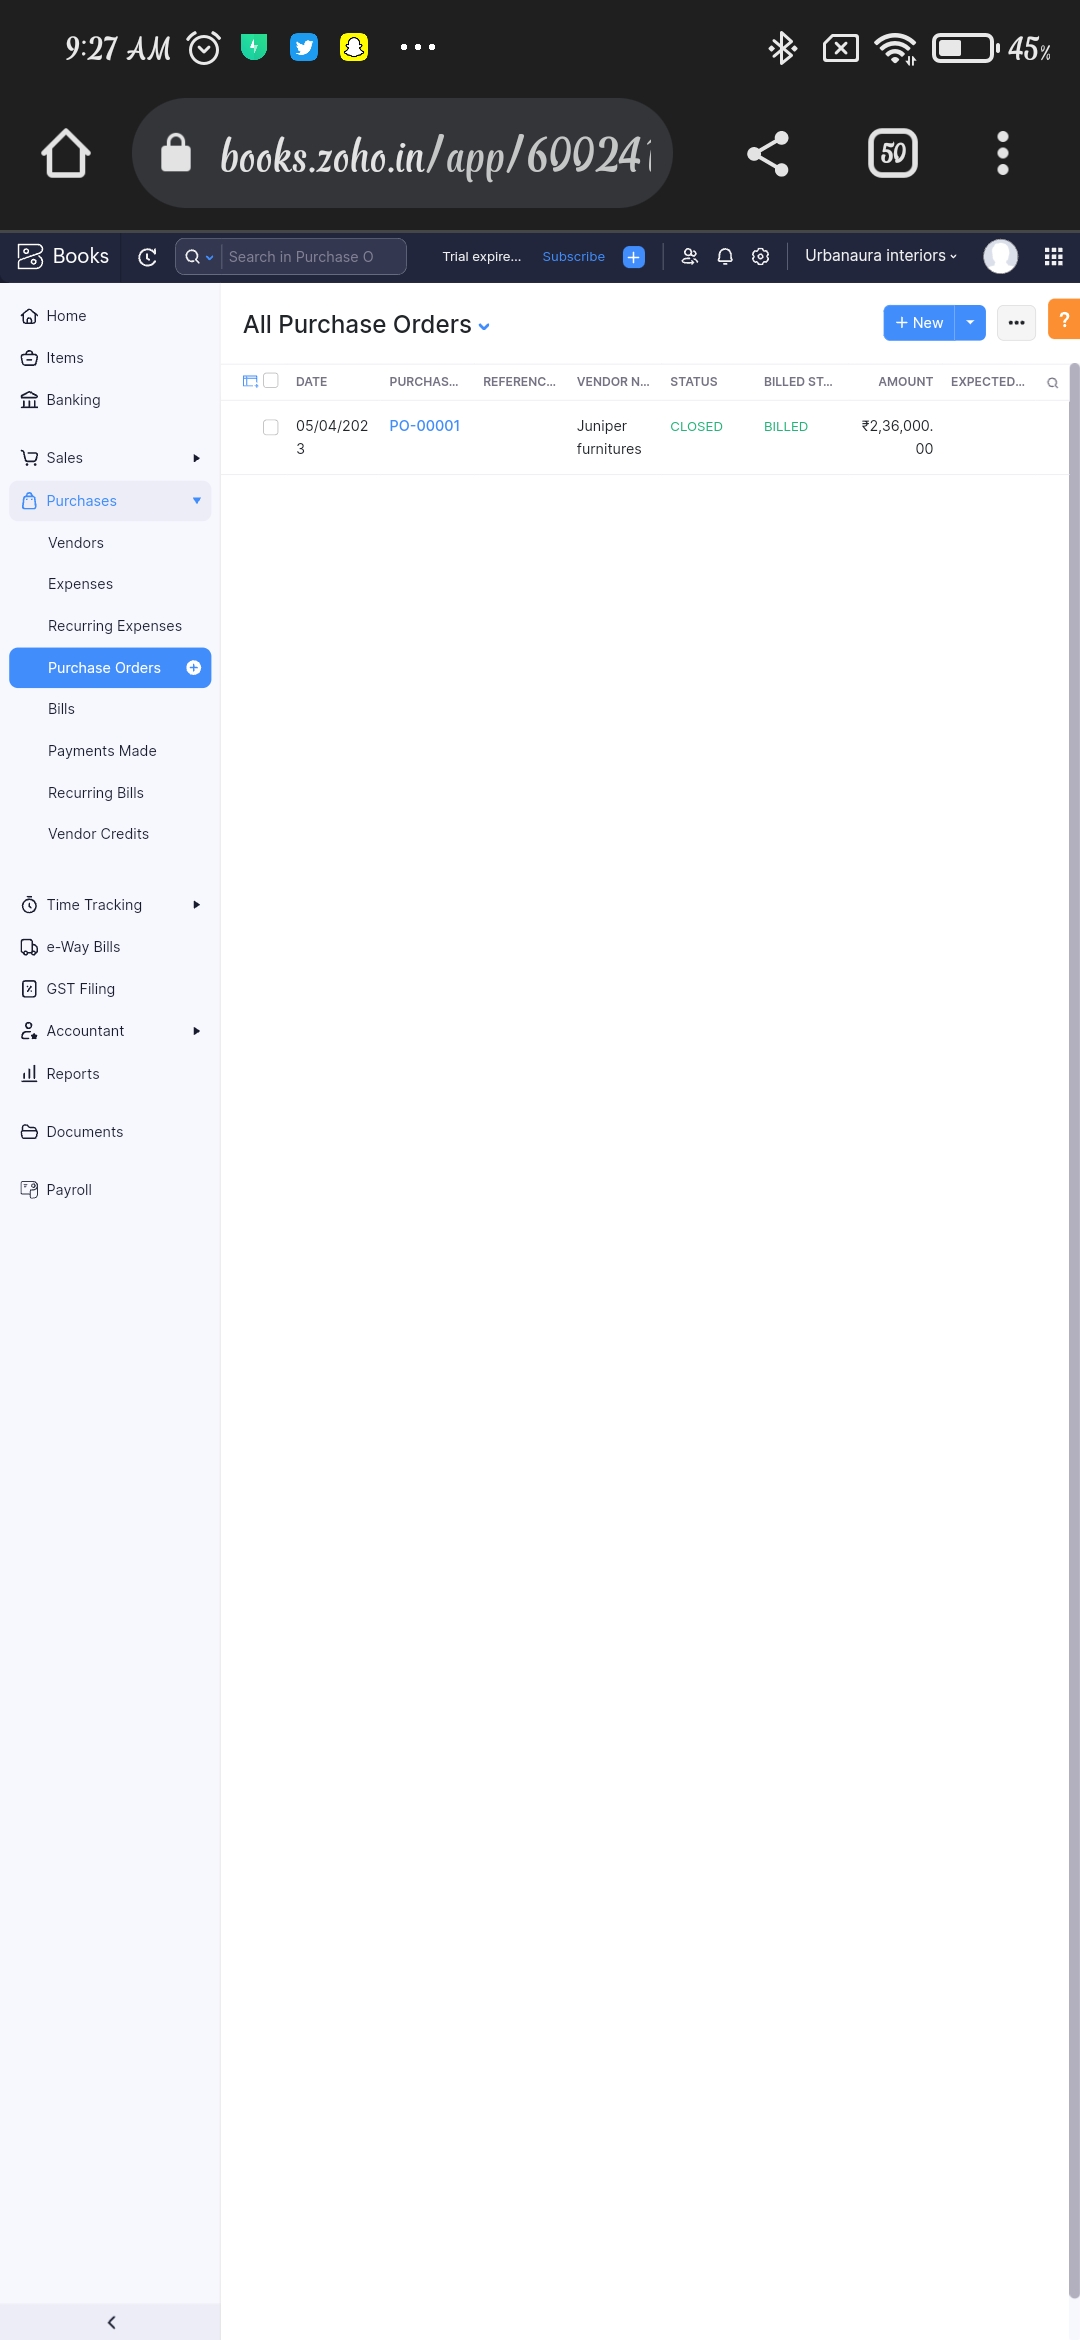 9:27 AM
45%
books.zoho.in/app/600241
50
Books
Search in Purchase O
Trial expire...
Subscribe
Urbanaura interiors
Home
Items
Banking
Sales
Purchases
Vendors
Expenses
Recurring Expenses
Purchase Orders
Bills
Payments Made
Recurring Bills
Vendor Credits
Time Tracking
e-Way Bills
GST Filing
Accountant
Reports
Documents
Payroll
All Purchase Orders
+ New
?
DATE PURCHAS... REFERENC... VENDOR N... STATUS BILLED ST... AMOUNT EXPECTED...
05/04/202 PO-00001 Juniper CLOSED BILLED ₹2,36,000.
3 furnitures 00